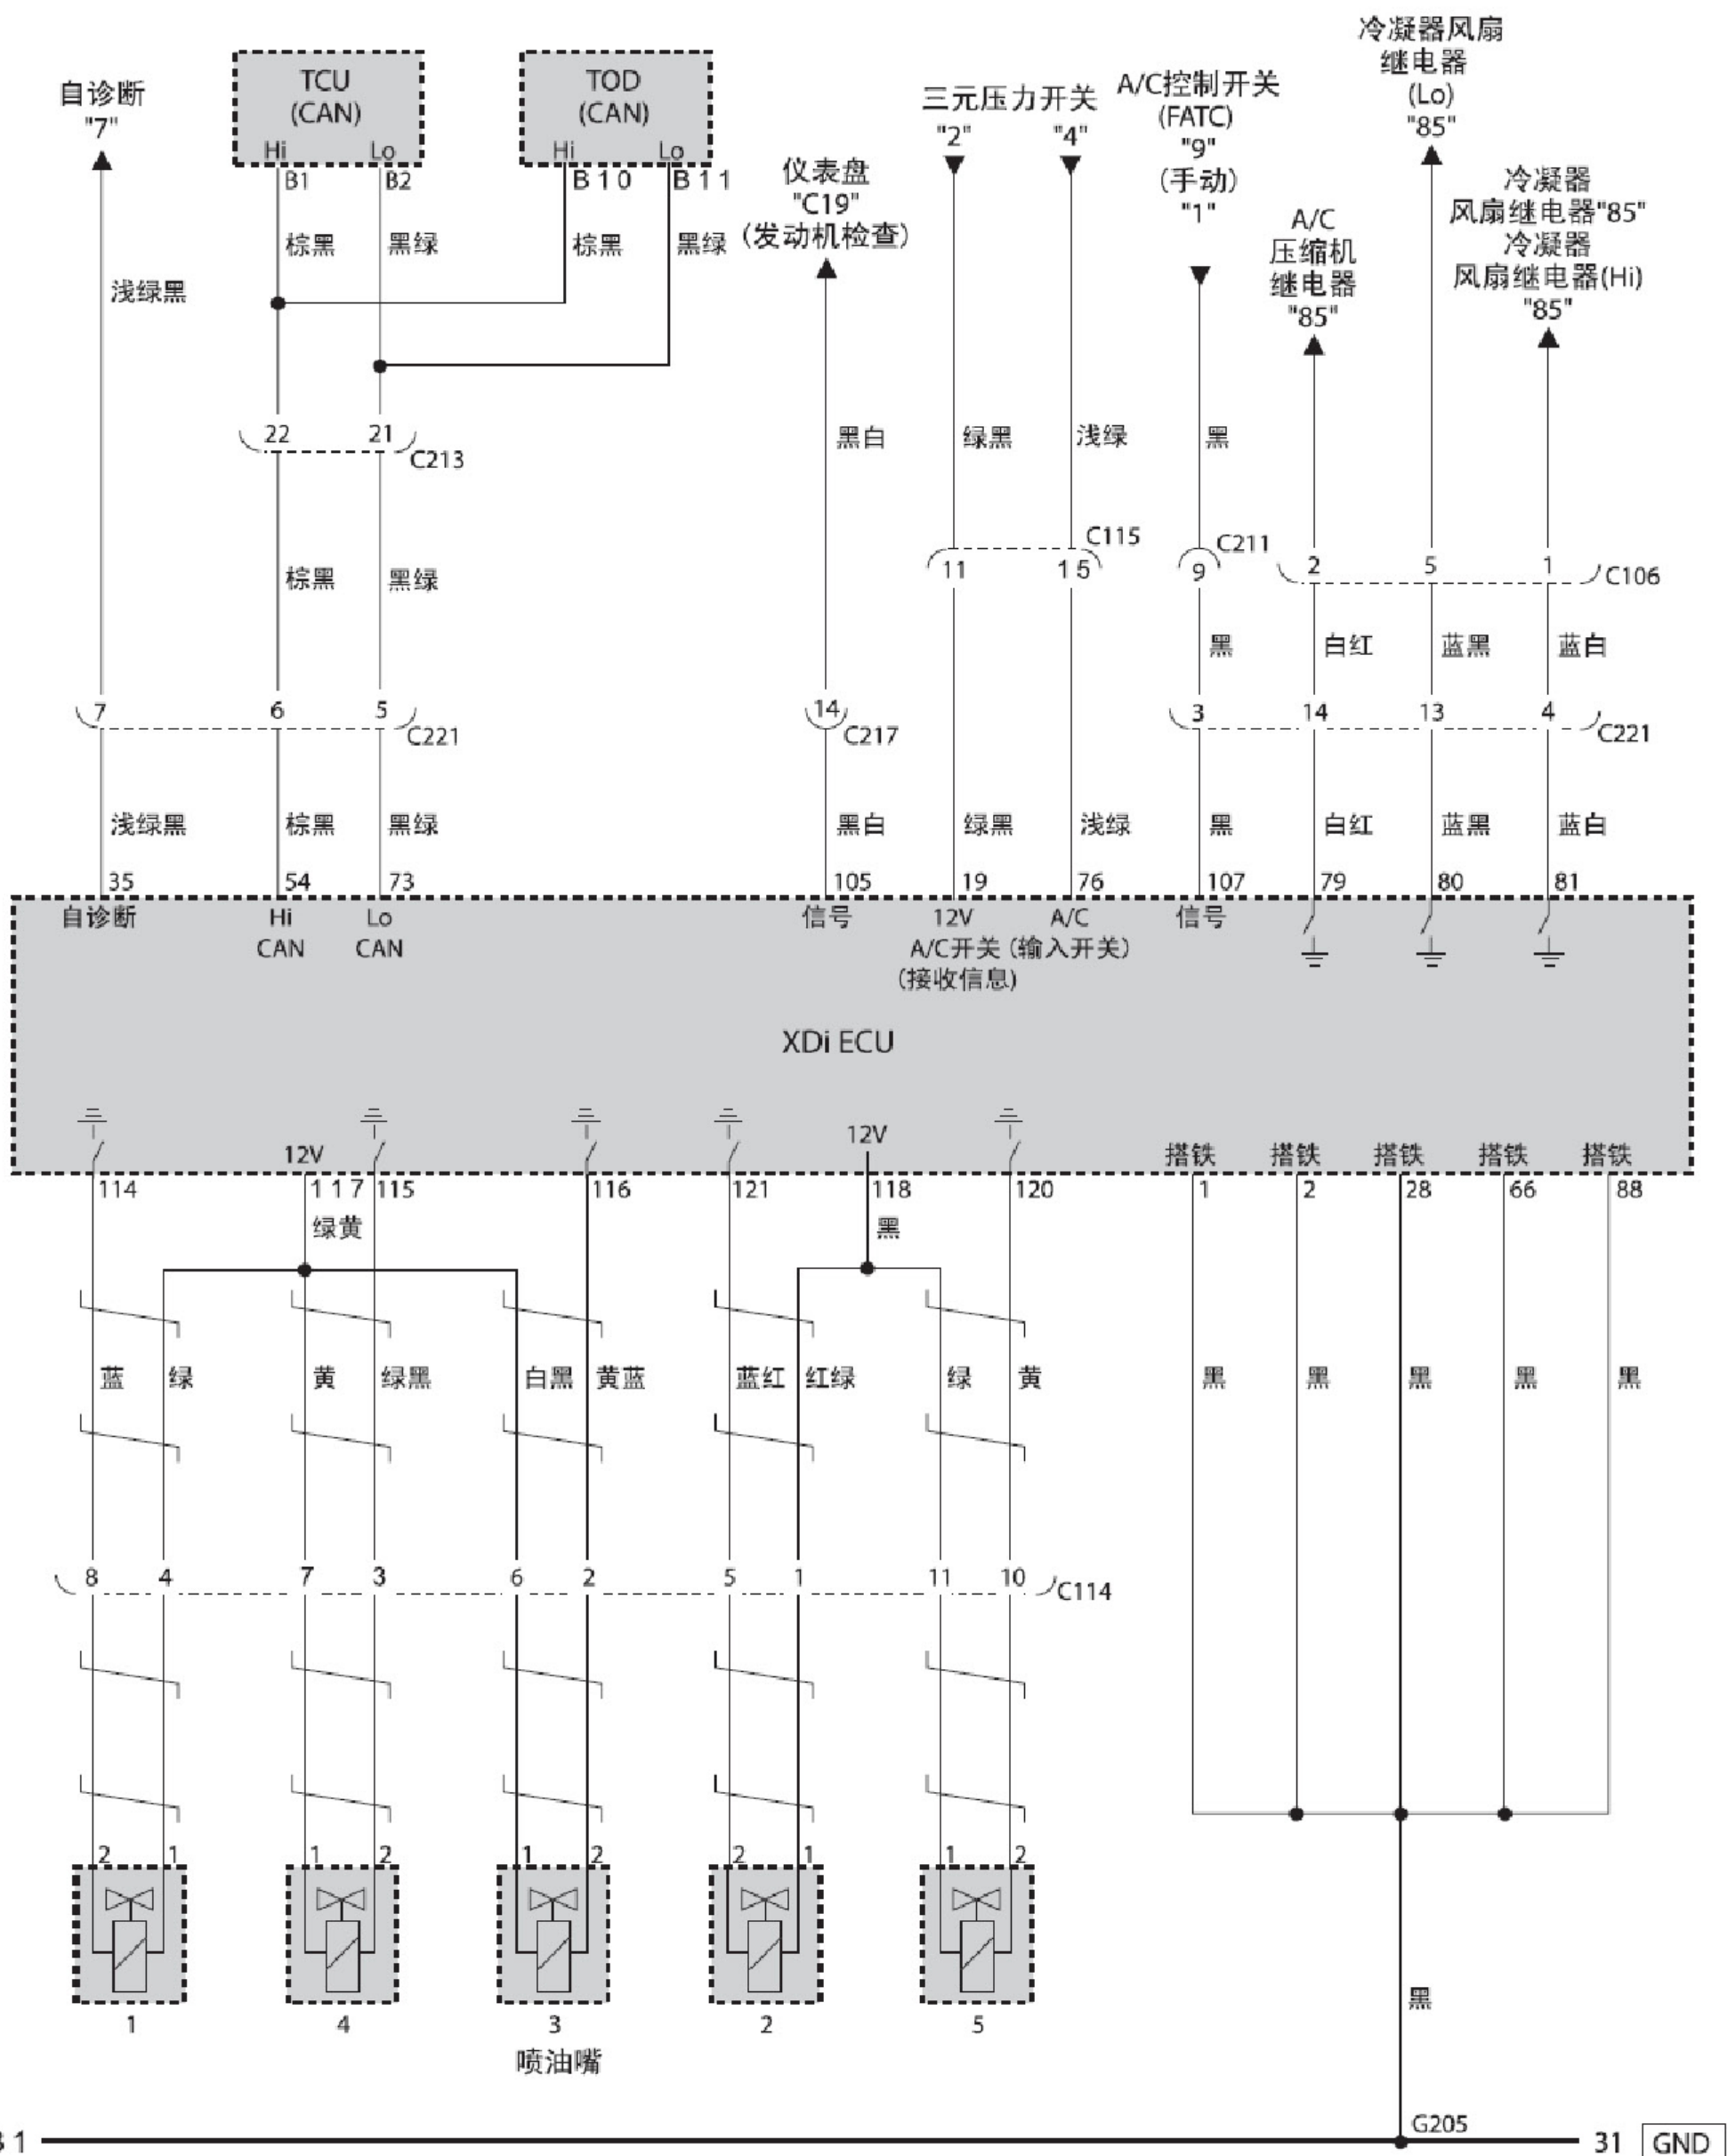 冷凝器风扇
继电器
(Lo)
"85"
自诊断
"7"
TCU
(CAN)
Hi Lo
B1 B2
TOD
(CAN)
Hi Lo
B 1 0 B 1 1
仪表盘
"C19"
(发动机检查)
三元压力开关
"2" "4"
A/C控制开关
(FATC)
"9"
(手动)
"1"
A/C
压缩机
继电器
"85"
冷凝器
风扇继电器"85"
冷凝器
风扇继电器(Hi)
"85"
浅绿黑 棕黑 黑绿 棕黑 黑绿
22 21 C213
黑白 绿黑 浅绿 黑
11 1 5 C115
9 C211
2 5 1 C106
棕黑 黑绿
黑 白红 蓝黑 蓝白
7 6 5 C221
14 C217
3 14 13 4 C221
浅绿黑 棕黑 黑绿 黑白 绿黑 浅绿 黑 白红 蓝黑 蓝白
35 54 73 105 19 76 107 79 80 81
自诊断 Hi Lo 信号 12V A/C 信号
CAN CAN A/C开关 (输入开关)
(接收信息)
XDi ECU
12V 12V 搭铁 搭铁 搭铁 搭铁 搭铁
114 1 1 7 115 116 121 118 120 1 2 28 66 88
绿黄 黑
蓝 绿 黄 绿黑 白黑 黄蓝 蓝红 红绿 绿 黄 黑 黑 黑 黑 黑
8 4 7 3 6 2 5 1 11 10 C114
2 1 1 2 1 2 2 1 1 2
1 4 3 2 5
喷油嘴
黑
G205
31 GND